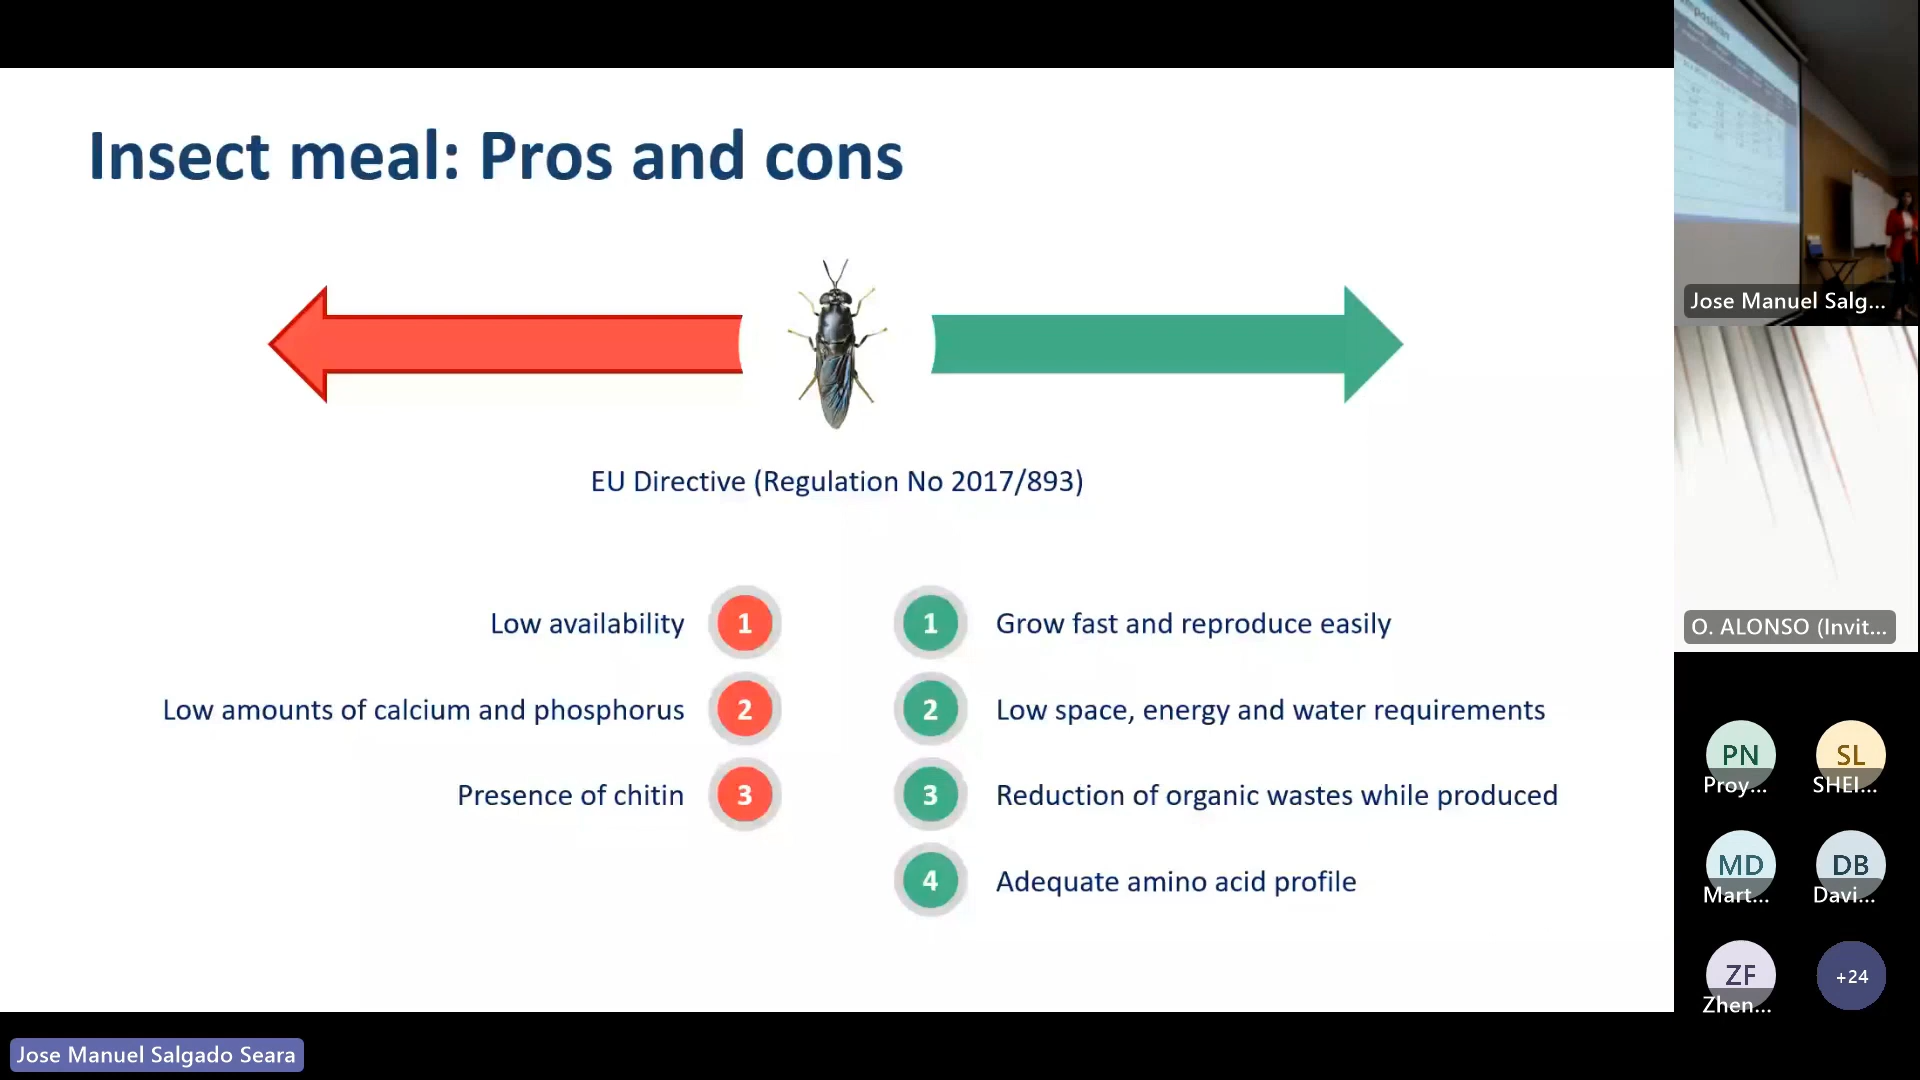 Insect meal: Pros and cons
EU Directive (Regulation No 2017/893)
Low availability 1
Low amounts of calcium and phosphorus 2
Presence of chitin 3
1 Grow fast and reproduce easily
2 Low space, energy and water requirements
3 Reduction of organic wastes while produced
4 Adequate amino acid profile
Jose Manuel Salg...
O. ALONSO (Invit...
PN
Proy...
SL
SHEI...
MD
Mart...
DB
Davi...
ZF
Zhen...
+24
Jose Manuel Salgado Seara